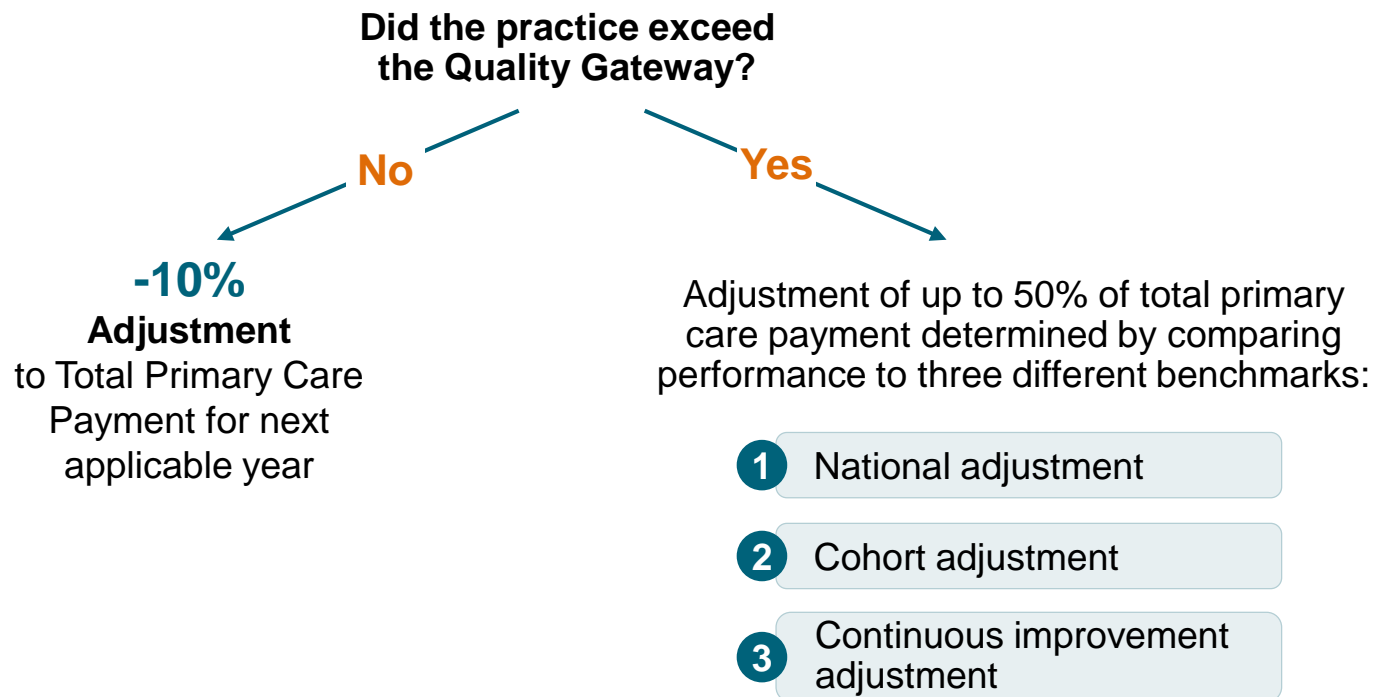 Did the practice exceed
the Quality Gateway?
No
Yes
-10%
Adjustment
to Total Primary Care
Payment for next
applicable year
Adjustment of up to 50% of total primary
care payment determined by comparing
performance to three different benchmarks:
1 National adjustment
2 Cohort adjustment
3 Continuous improvement
adjustment